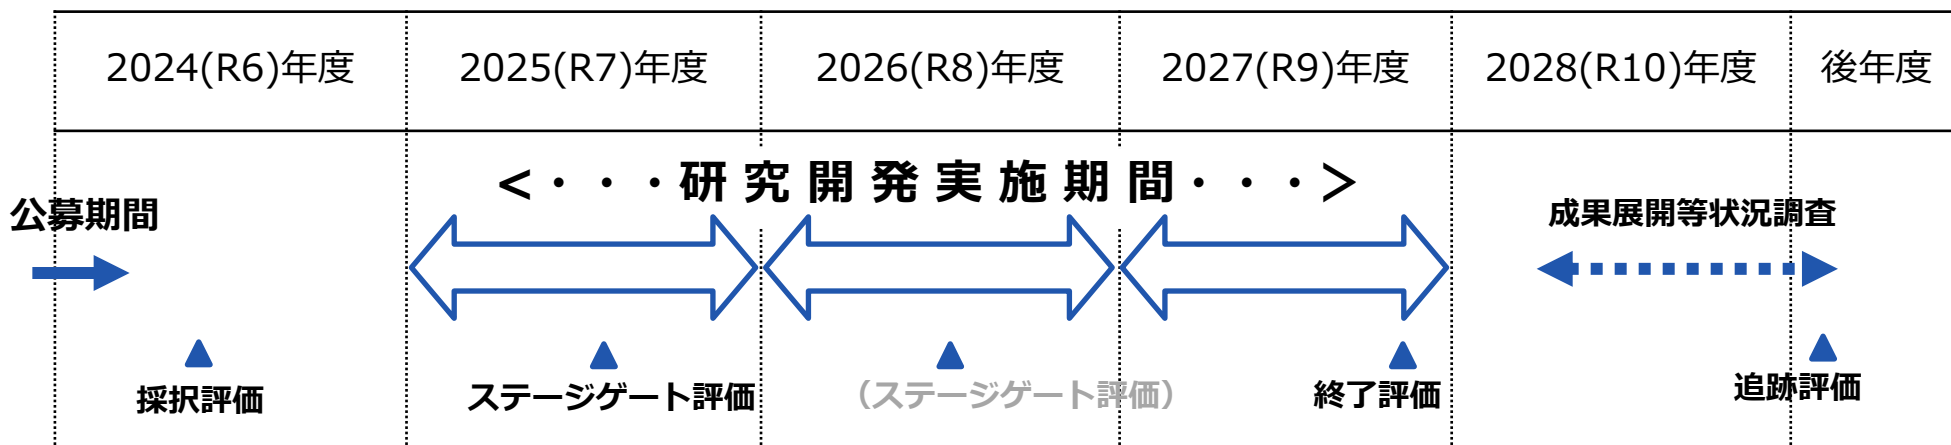 2024(R6)年度
2025(R7)年度
2026(R8)年度
2027(R9)年度
2028(R10)年度
後年度
<・・・研究開発実施期間・・・>
公募期間
成果展開等状況調査
採択評価
ステージゲート評価
(ステージゲート評価)
終了評価
追跡評価